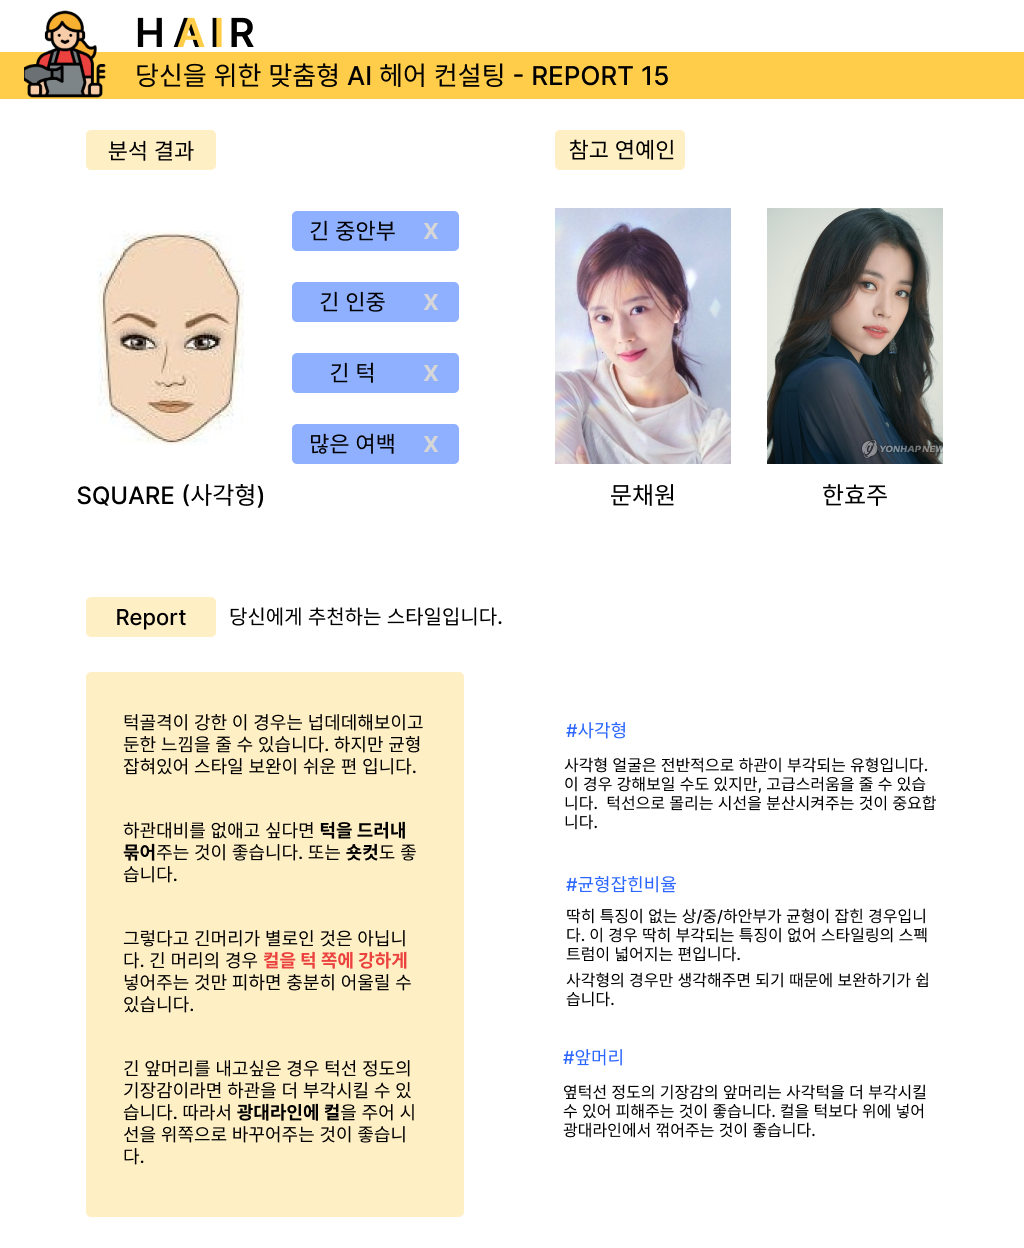 HAIR
당신을 위한 맞춤형 AI 헤어 컨설팅 - REPORT 15
분석 결과
긴 중안부 X
긴 인중 X
긴 턱 X
많은 여백 X
SQUARE (사각형)
참고 연예인
YONHAP NEW
문채원
한효주
Report 당신에게 추천하는 스타일입니다.
턱골격이 강한 이 경우는 넙데데해보이고
둔한 느낌을 줄 수 있습니다. 하지만 균형
잡혀있어 스타일 보완이 쉬운 편 입니다.
하관대비를 없애고 싶다면 턱을 드러내
묶어주는 것이 좋습니다. 또는 숏컷도 좋
습니다.
그렇다고 긴머리가 별로인 것은 아닙니
다. 긴 머리의 경우 컬을 턱 쪽에 강하게
넣어주는 것만 피하면 충분히 어울릴 수
있습니다.
긴 앞머리를 내고싶은 경우 턱선 정도의
기장감이라면 하관을 더 부각시킬 수 있
습니다. 따라서 광대라인에 컬을 주어 시
선을 위쪽으로 바꾸어주는 것이 좋습니
다.
#사각형
사각형 얼굴은 전반적으로 하관이 부각되는 유형입니다.
이 경우 강해보일 수도 있지만, 고급스러움을 줄 수 있습
니다. 턱선으로 몰리는 시선을 분산시켜주는 것이 중요합
니다.
#균형잡힌비율
딱히 특징이 없는 상/중/하안부가 균형이 잡힌 경우입니
다. 이 경우 딱히 부각되는 특징이 없어 스타일링의 스펙
트럼이 넓어지는 편입니다.
사각형의 경우만 생각해주면 되기 때문에 보완하기가 쉽
습니다.
#앞머리
옆턱선 정도의 기장감의 앞머리는 사각턱을 더 부각시킬
수 있어 피해주는 것이 좋습니다. 컬을 턱보다 위에 넣어
광대라인에서 꺾어주는 것이 좋습니다.